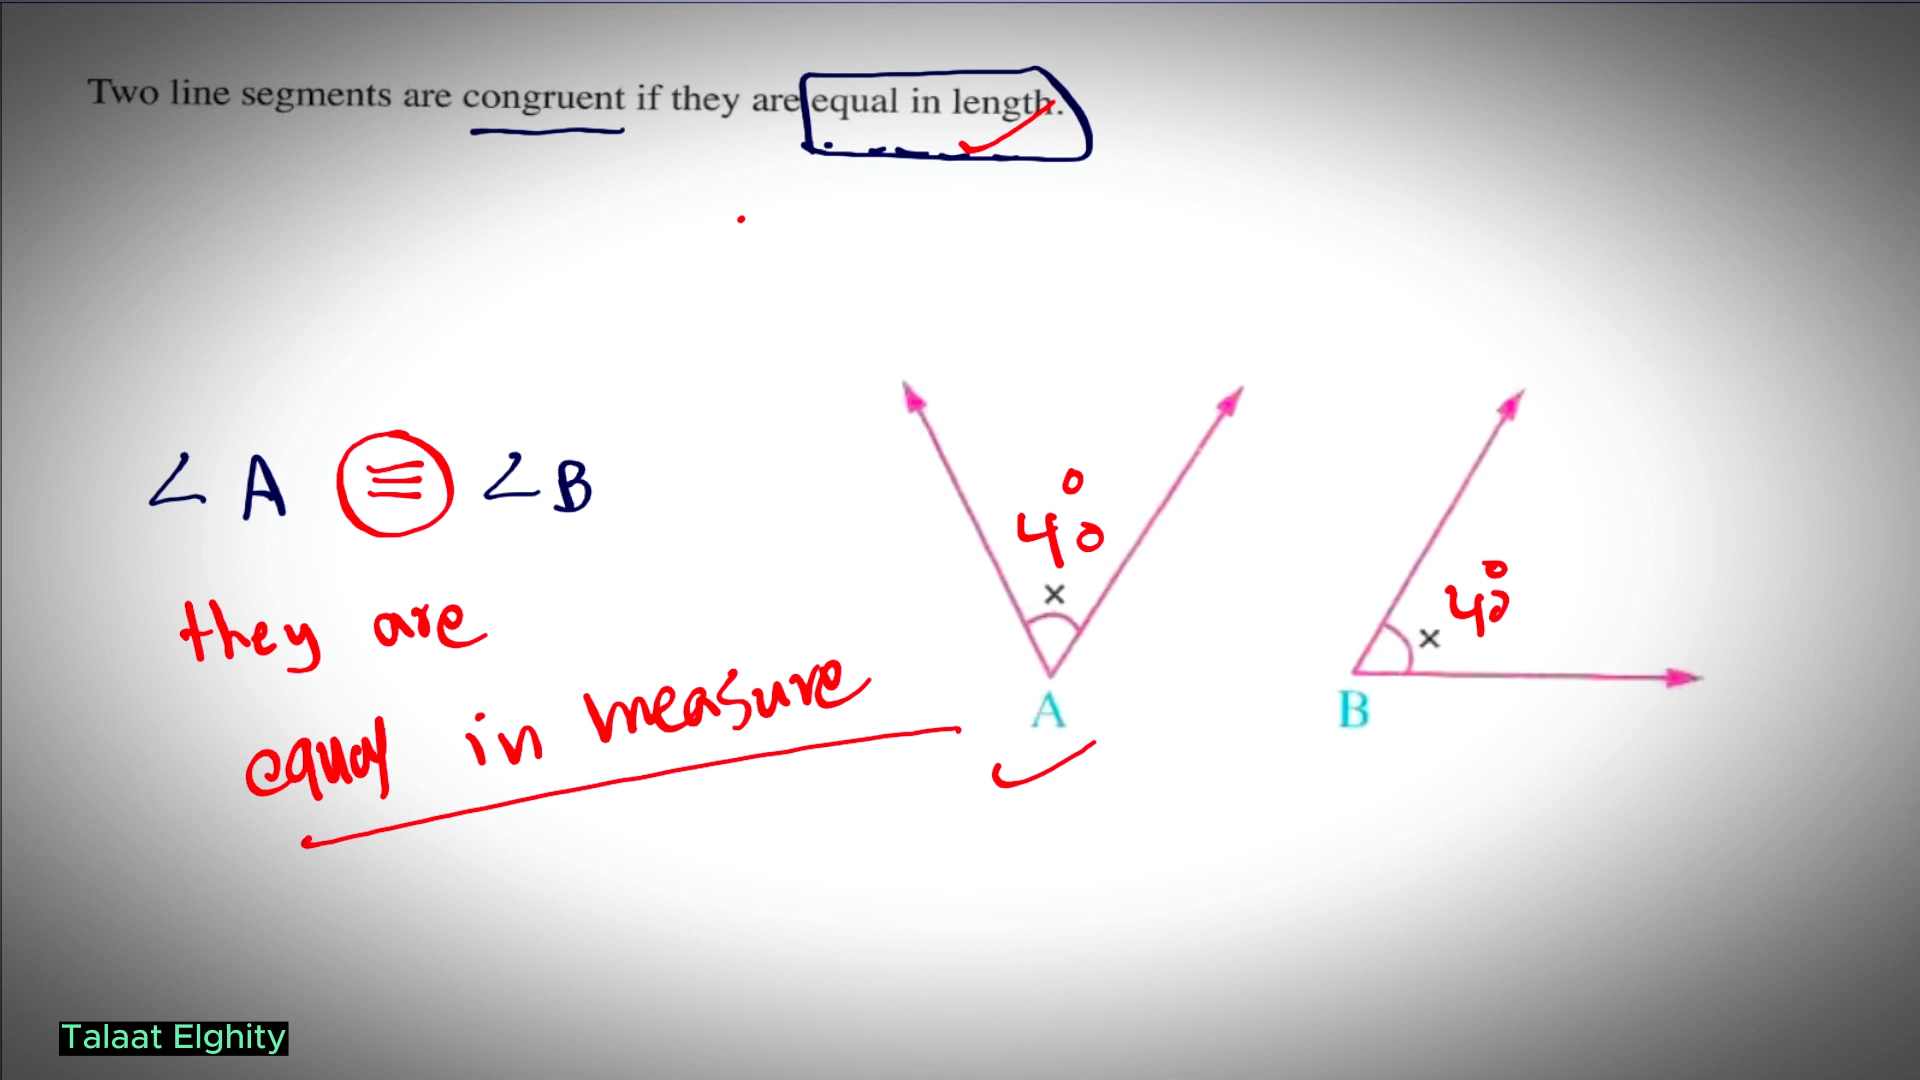 Two line segments are congruent if they are equal in length.
∠ A ≡ ∠ B
they are
equal in measure
40°
×
A
40°
×
B
Talaat Elghity